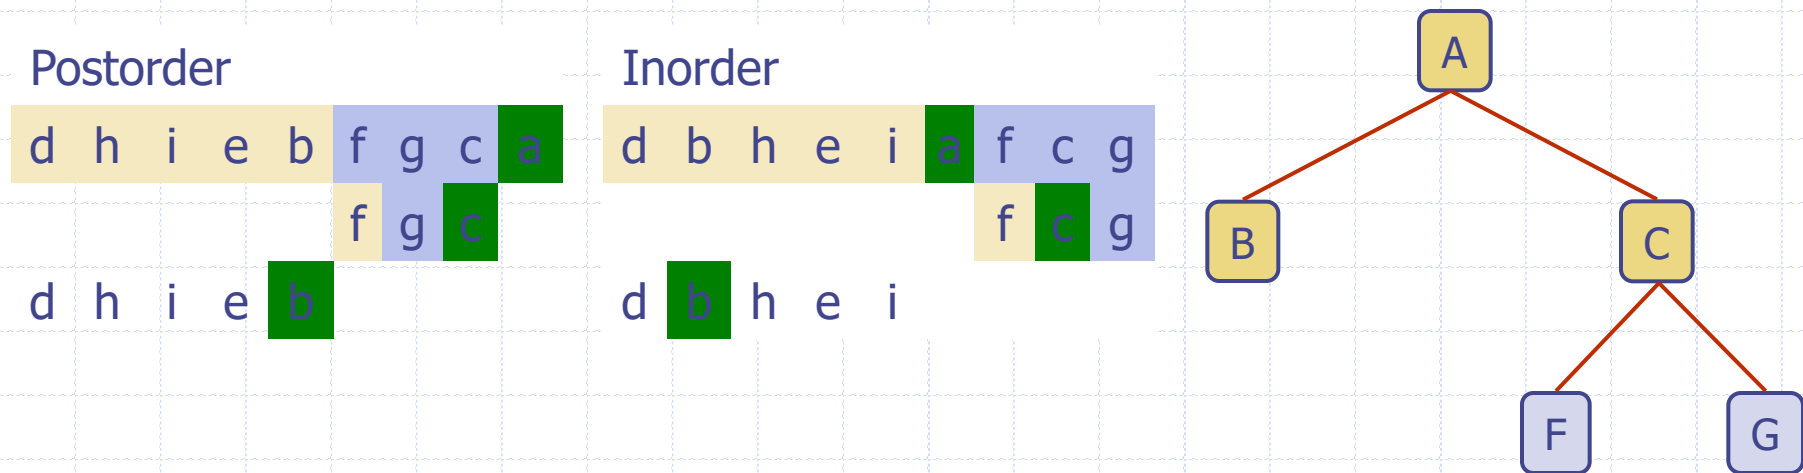 Postorder
d h i e b f g c a
f g c
d h i e b
Inorder
d b h e i a f c g
f c g
d b h e i
A
B C
F G